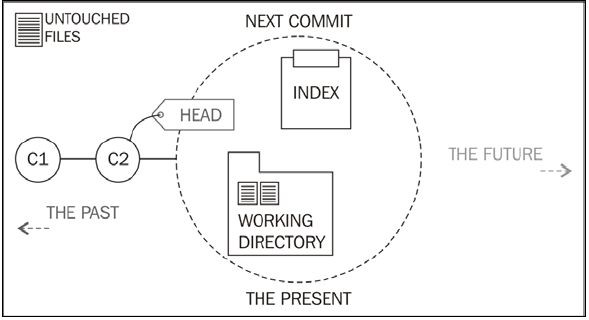 UNTOUCHED
FILES
NEXT COMMIT
INDEX
HEAD
C1
C2
THE FUTURE
THE PAST
WORKING
DIRECTORY
THE PRESENT